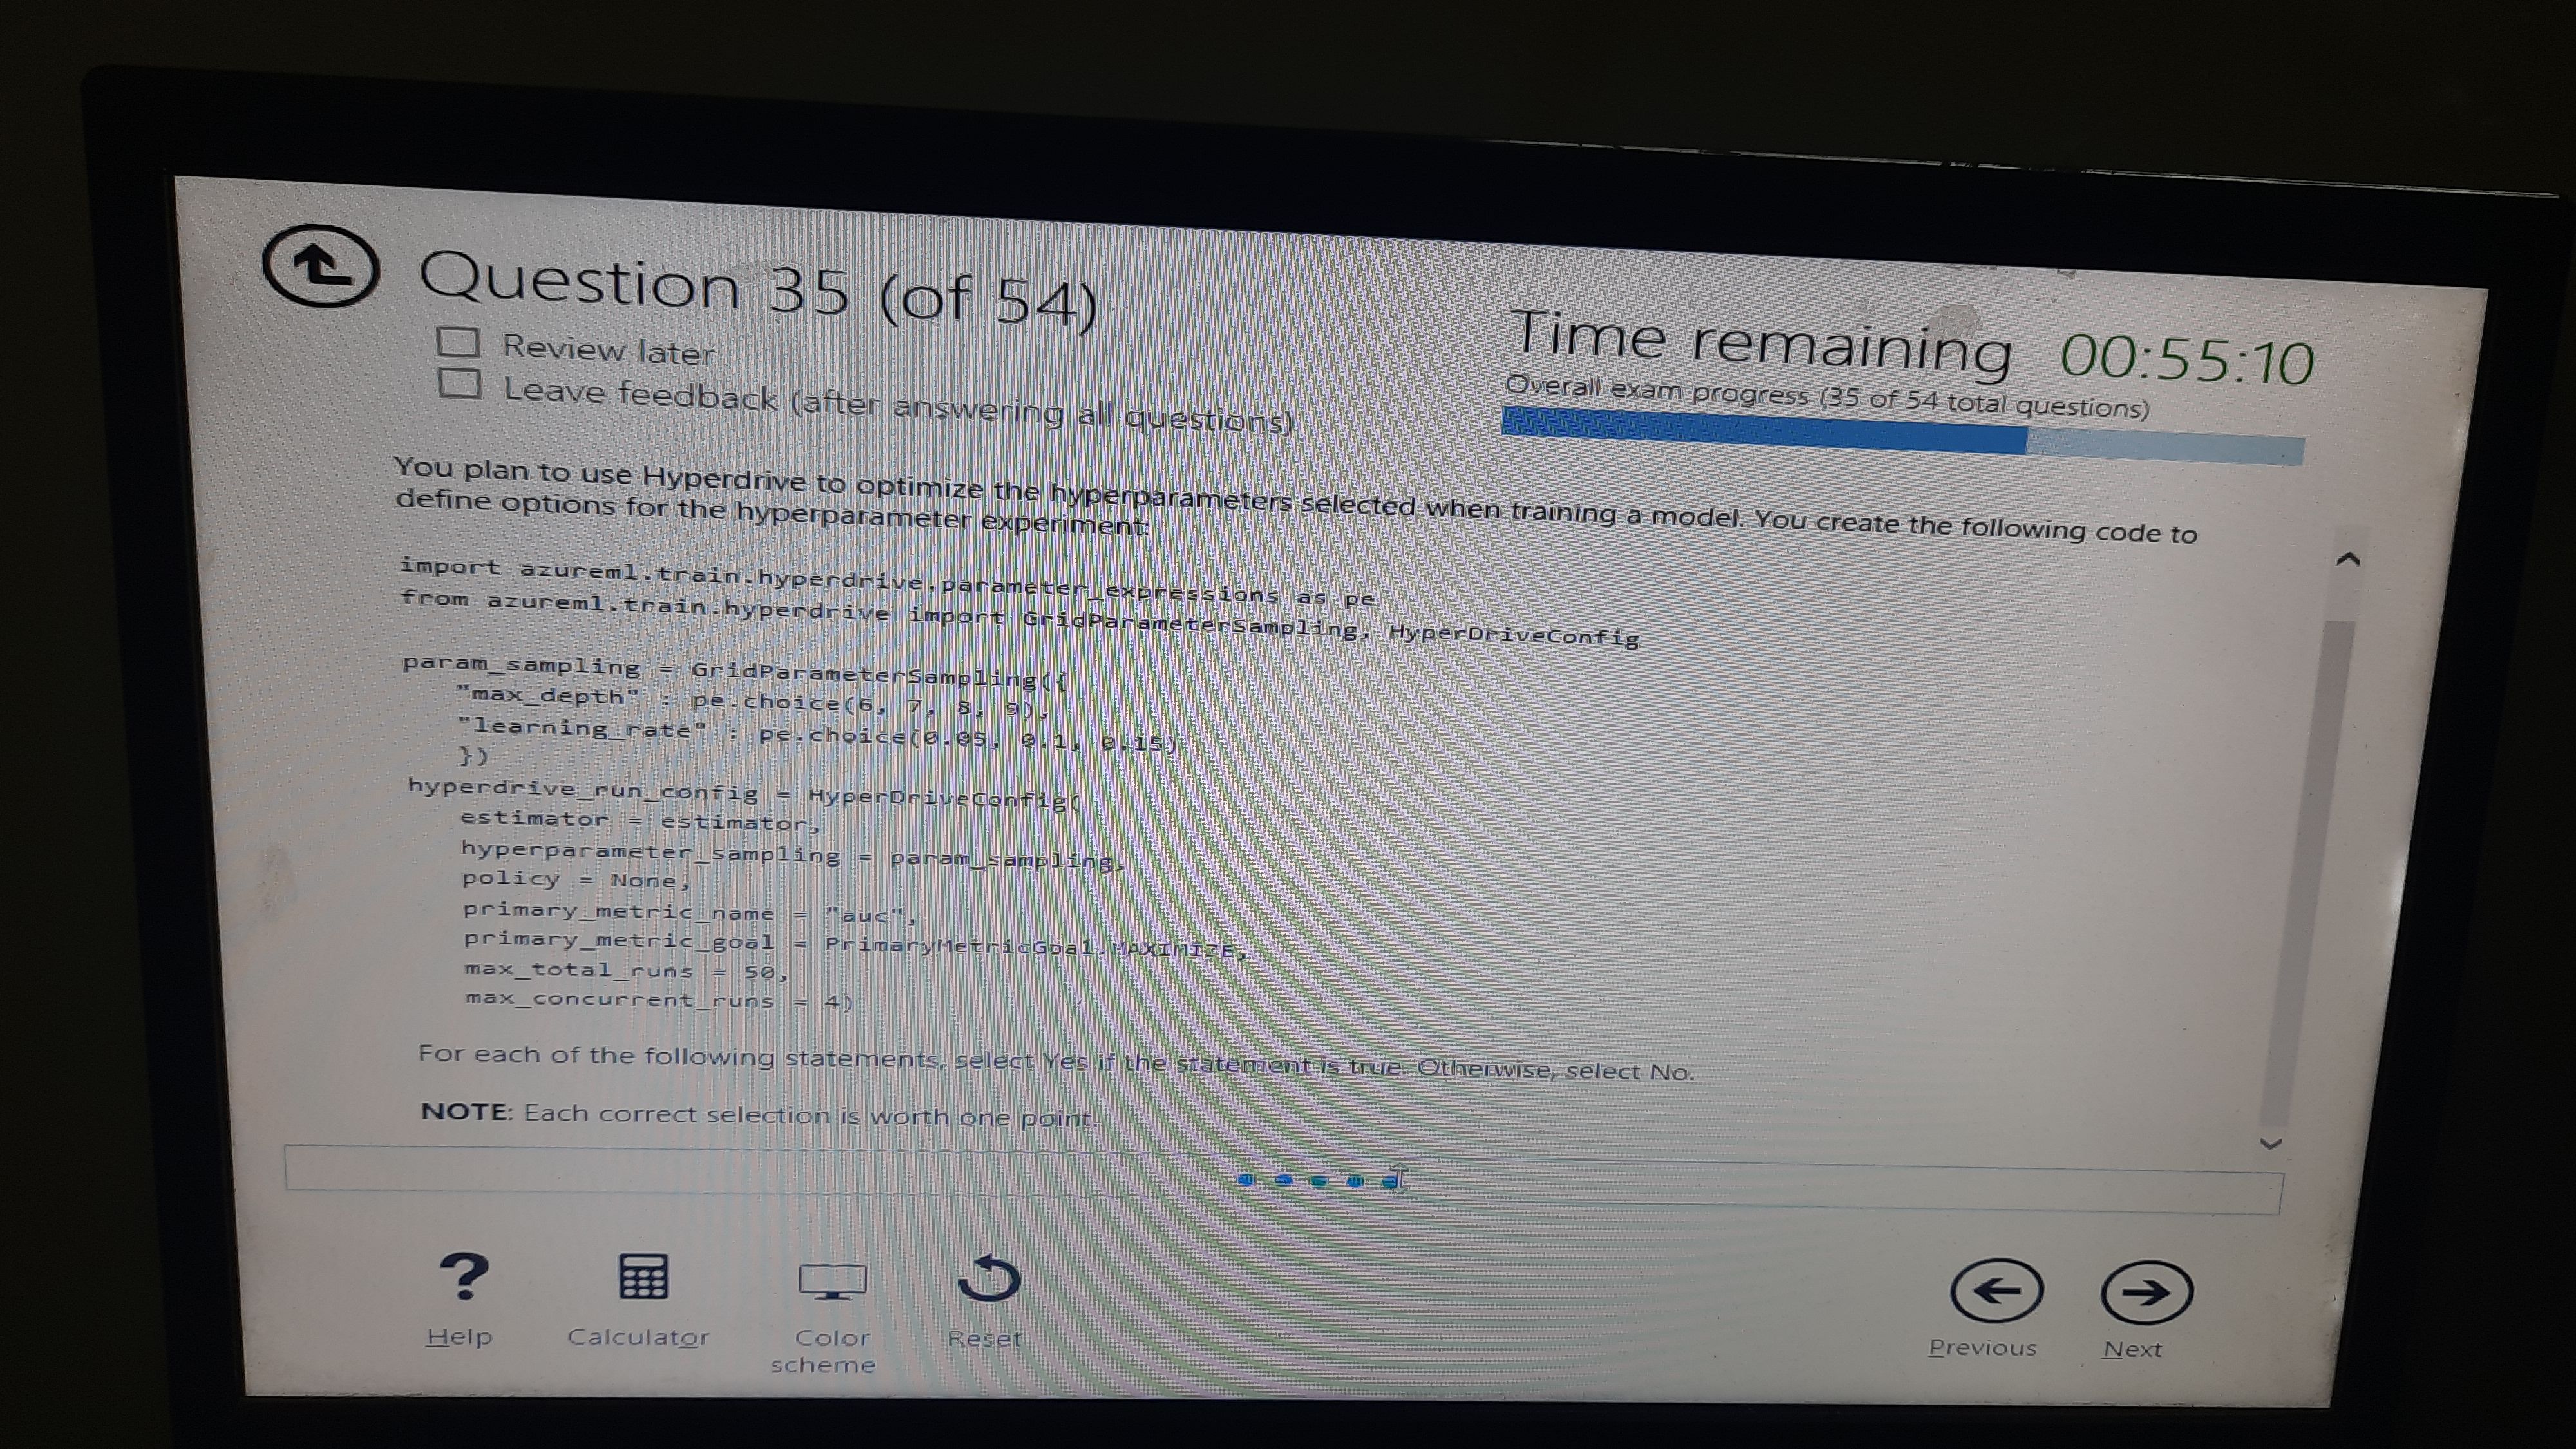 Question 35 (of 54)
Time remaining 00:55:10
Review later
Leave feedback (after answering all questions)
Overall exam progress (35 of 54 total questions)
You plan to use Hyperdrive to optimize the hyperparameters selected when training a model. You create the following code to
define options for the hyperparameter experiment:
import azureml.train.hyperdrive.parameter_expressions as pe
from azureml.train.hyperdrive import GridParameterSampling, HyperDriveConfig
param_sampling = GridParameterSampling({
"max_depth" : pe.choice(6, 7, 8, 9),
"learning_rate" : pe.choice(0.05, 0.1, 0.15)
})
hyperdrive_run_config = HyperDriveConfig(
estimator = estimator,
hyperparameter_sampling = param_sampling,
policy = None,
primary_metric_name = "auc",
primary_metric_goal = PrimaryMetricGoal.MAXIMIZE,
max_total_runs = 50,
max_concurrent_runs = 4)
For each of the following statements, select Yes if the statement is true. Otherwise, select No.
NOTE: Each correct selection is worth one point.
?
Help
Calculator
Color
scheme
Reset
Previous
Next